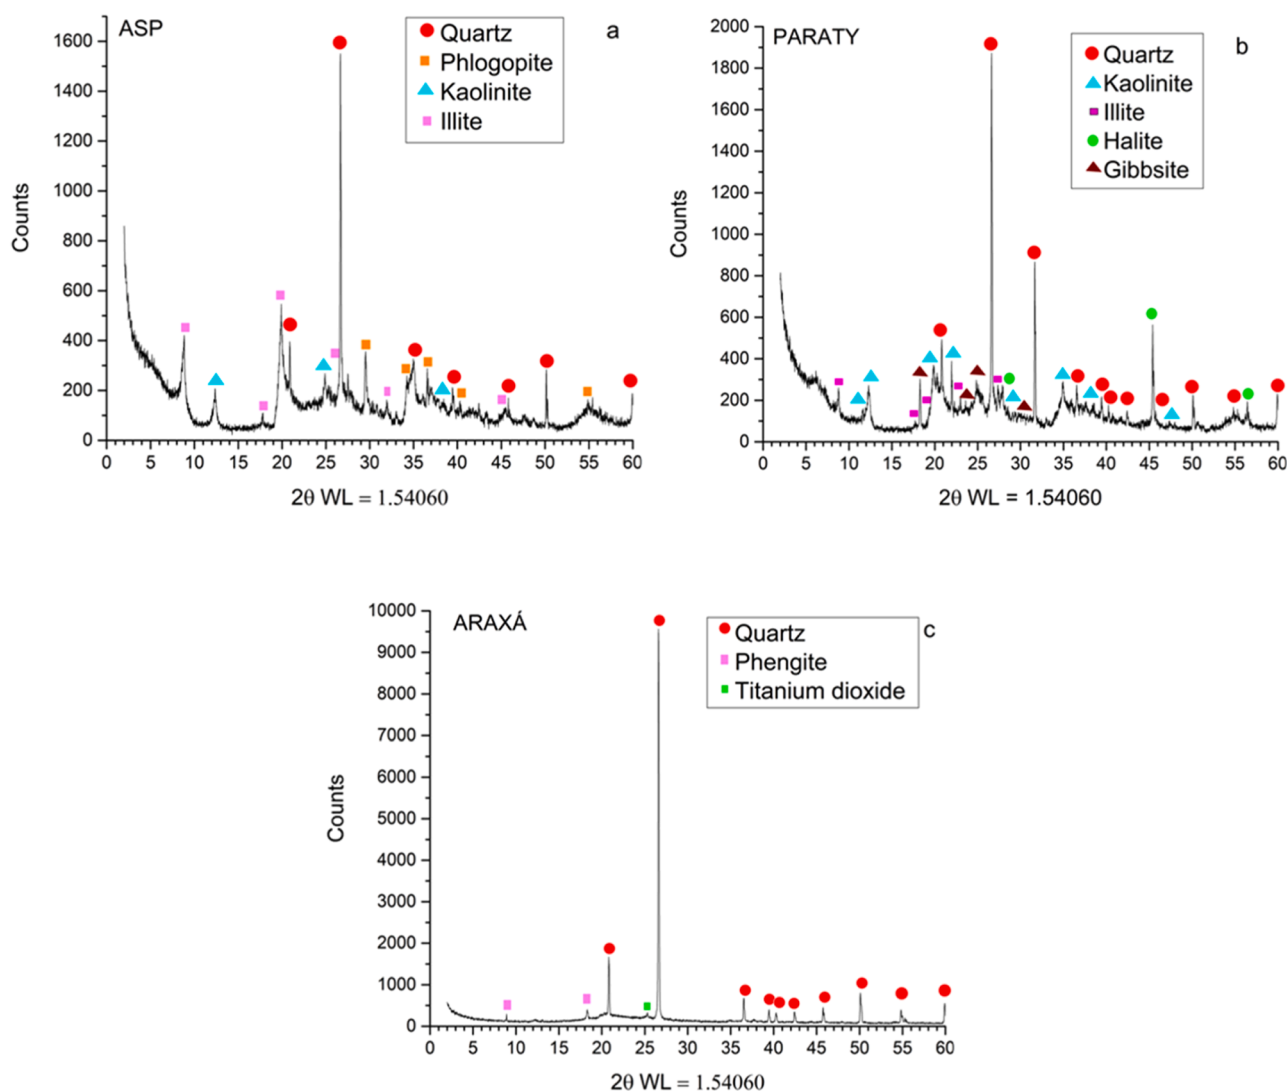 ASP
a
Quartz
Phlogopite
Kaolinite
Illite
1600
1400
1200
1000
800
600
400
200
0
Counts
0 5 10 15 20 25 30 35 40 45 50 55 60
2θ WL = 1.54060
PARATY
b
Quartz
Kaolinite
Illite
Halite
Gibbsite
2000
1800
1600
1400
1200
1000
800
600
400
200
0
Counts
0 5 10 15 20 25 30 35 40 45 50 55 60
2θ WL = 1.54060
ARAXÁ
c
Quartz
Phengite
Titanium dioxide
10000
9000
8000
7000
6000
5000
4000
3000
2000
1000
0
Counts
0 5 10 15 20 25 30 35 40 45 50 55 60
2θ WL = 1.54060